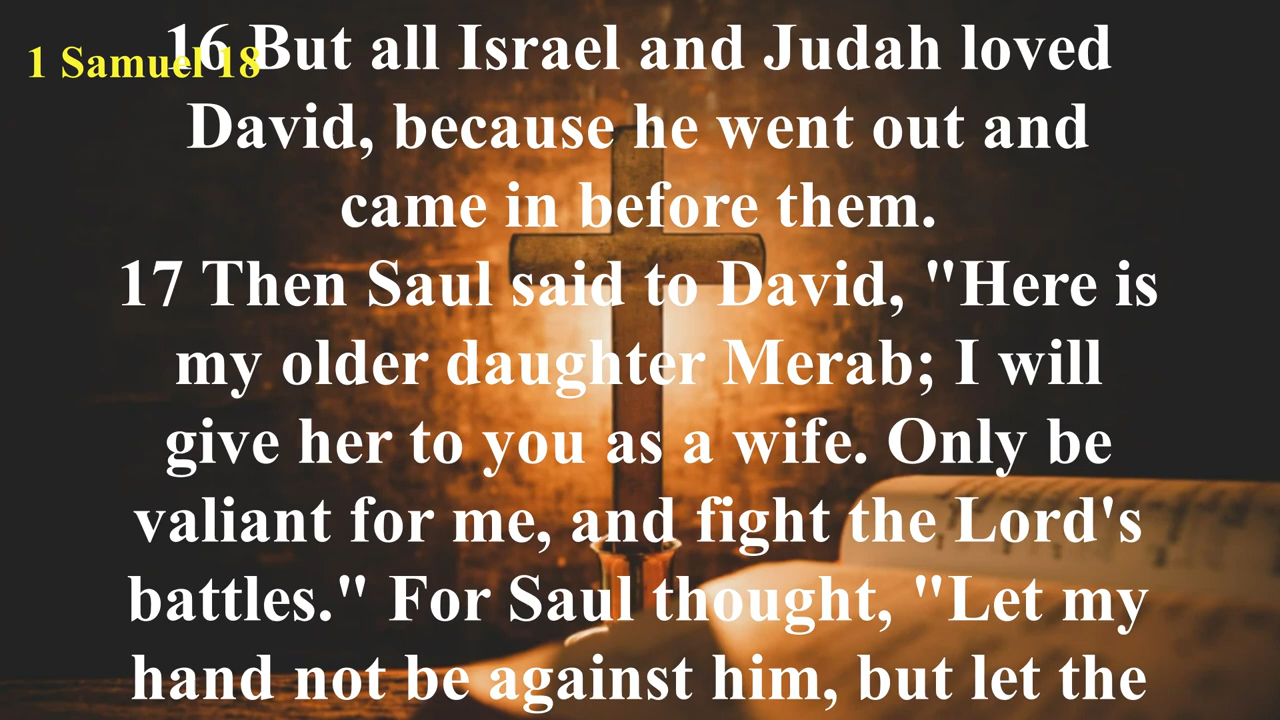 1 Samuel 18
16 But all Israel and Judah loved
David, because he went out and
came in before them.
17 Then Saul said to David, "Here is
my older daughter Merab; I will
give her to you as a wife. Only be
valiant for me, and fight the Lord's
battles." For Saul thought, "Let my
hand not be against him, but let the